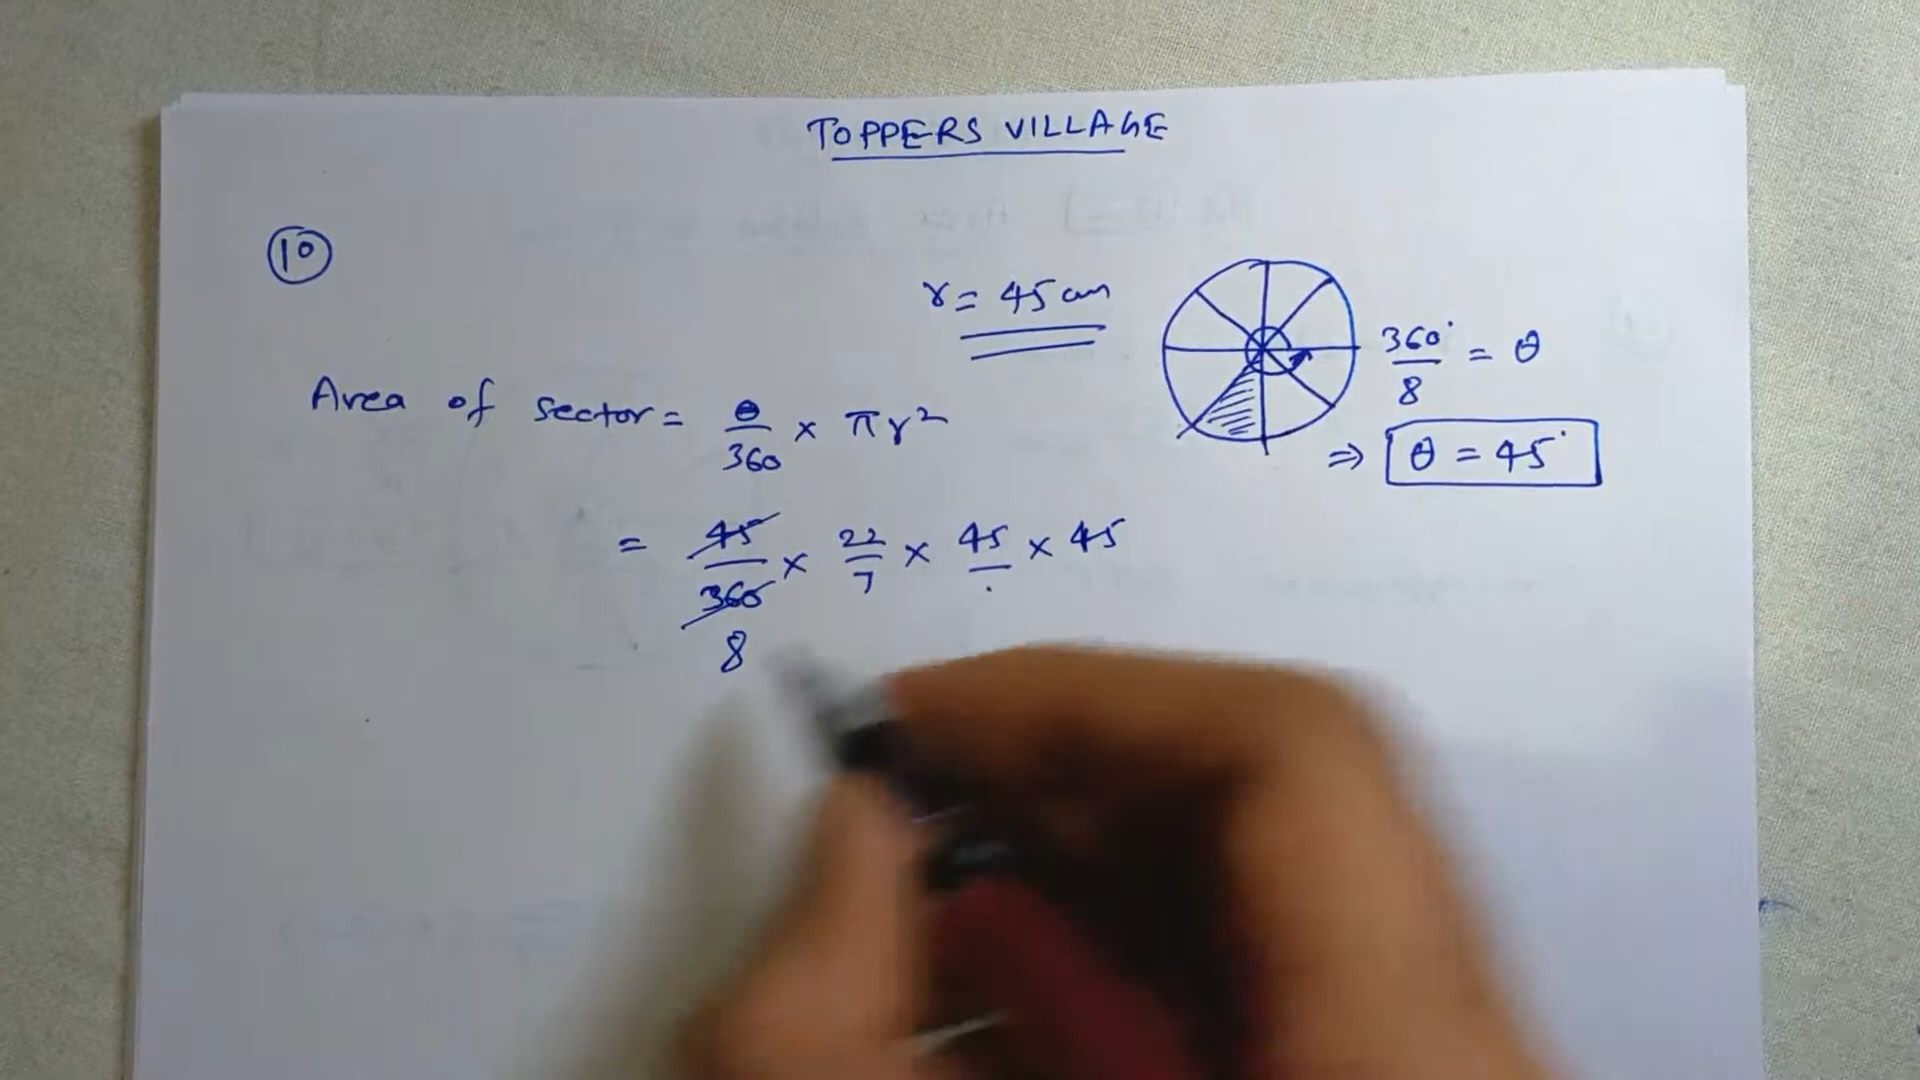 TOPPERS VILLAGE
10
r = 45 cm
360° / 8 = θ
⇒ θ = 45°
Area of sector = θ/360 × πr²
= 45/360 × 22/7 × 45 × 45
8